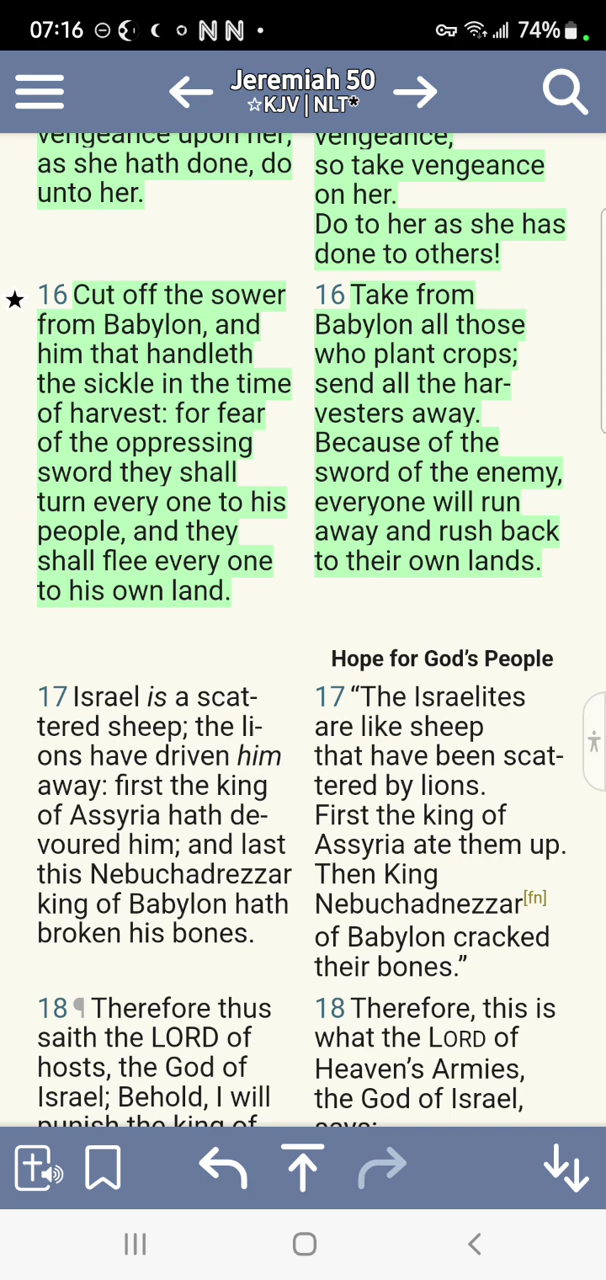 07:16
74%
Jeremiah 50
☆KJV | NLT*
vengeance upon her;
as she hath done, do
unto her.
16 Cut off the sower
from Babylon, and
him that handleth
the sickle in the time
of harvest: for fear
of the oppressing
sword they shall
turn every one to his
people, and they
shall flee every one
to his own land.
17 Israel is a scat-
tered sheep; the li-
ons have driven him
away: first the king
of Assyria hath de-
voured him; and last
this Nebuchadrezzar
king of Babylon hath
broken his bones.
18 ¶ Therefore thus
saith the LORD of
hosts, the God of
Israel; Behold, I will
punish the king of
vengeance,
so take vengeance
on her.
Do to her as she has
done to others!
16 Take from
Babylon all those
who plant crops;
send all the har-
vesters away.
Because of the
sword of the enemy,
everyone will run
away and rush back
to their own lands.
Hope for God's People
17 “The Israelites
are like sheep
that have been scat-
tered by lions.
First the king of
Assyria ate them up.
Then King
Nebuchadnezzar[fn]
of Babylon cracked
their bones.”
18 Therefore, this is
what the LORD of
Heaven's Armies,
the God of Israel,
says: